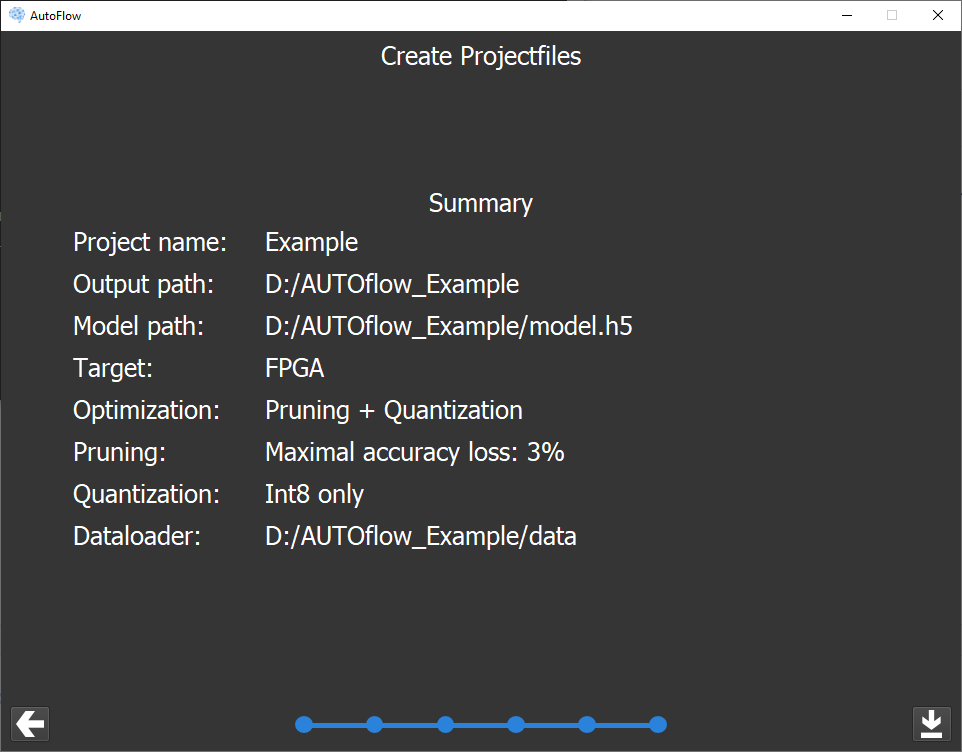 AutoFlow
Create Projectfiles
Summary
Project name: Example
Output path: D:/AUTOflow_Example
Model path: D:/AUTOflow_Example/model.h5
Target: FPGA
Optimization: Pruning + Quantization
Pruning: Maximal accuracy loss: 3%
Quantization: Int8 only
Dataloader: D:/AUTOflow_Example/data